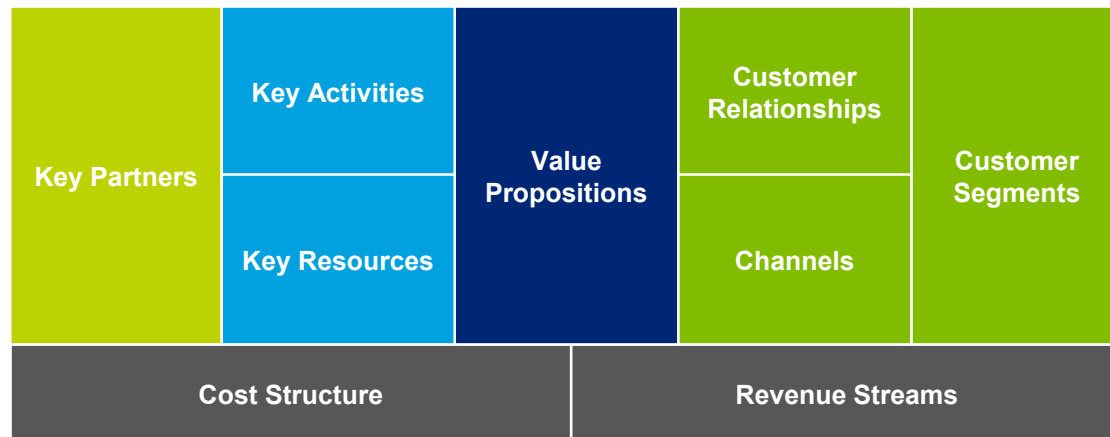 Key Partners
Key Activities
Key Resources
Value
Propositions
Customer
Relationships
Channels
Customer
Segments
Cost Structure
Revenue Streams